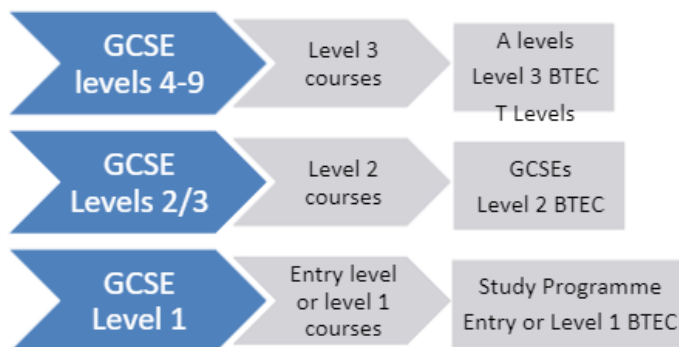 GCSE
levels 4-9
Level 3
courses
A levels
Level 3 BTEC
T Levels
GCSE
Levels 2/3
Level 2
courses
GCSEs
Level 2 BTEC
GCSE
Level 1
Entry level
or level 1
courses
Study Programme
Entry or Level 1 BTEC